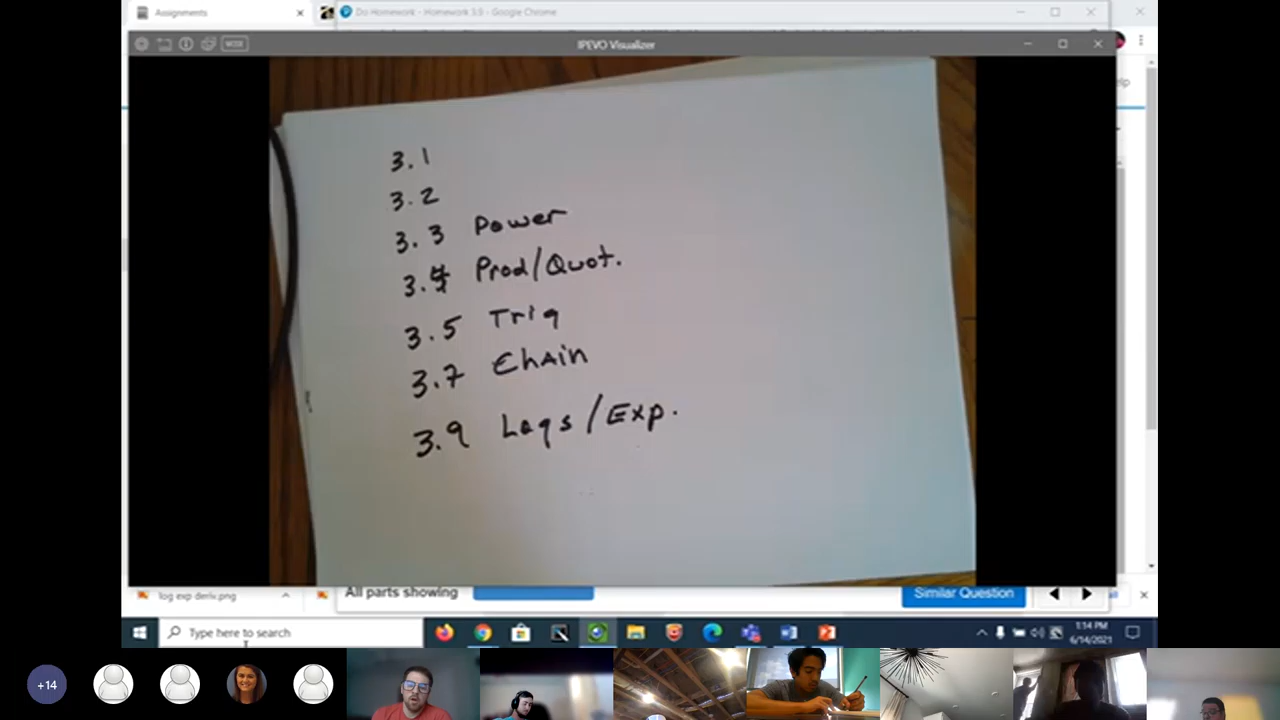 Assignments
Do Homework - Homework 3.9 - Google Chrome
MODE
IPEVO Visualizer
3.1
3.2
3.3 Power
3.4 Prod/Quot.
3.5 Trig
3.7 Chain
3.9 Logs/Exp.
log exp deriv.png
All parts showing
Similar Question
Type here to search
1:14 PM
6/14/2021
+14